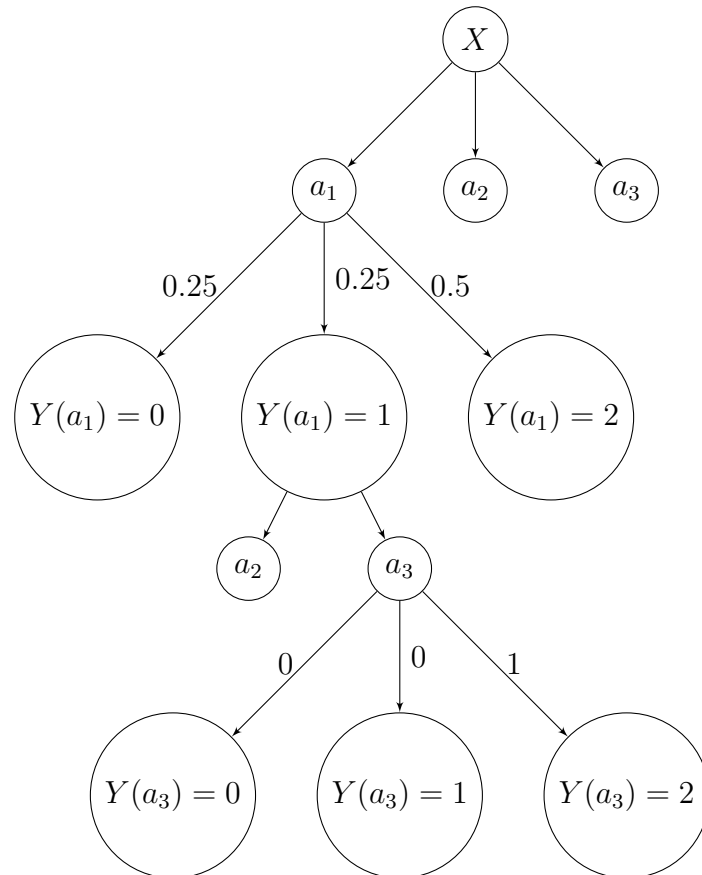 X
a₁ a₂ a₃
0.25 0.25 0.5
Y(a₁) = 0 Y(a₁) = 1 Y(a₁) = 2
a₂ a₃
0 0 1
Y(a₃) = 0 Y(a₃) = 1 Y(a₃) = 2